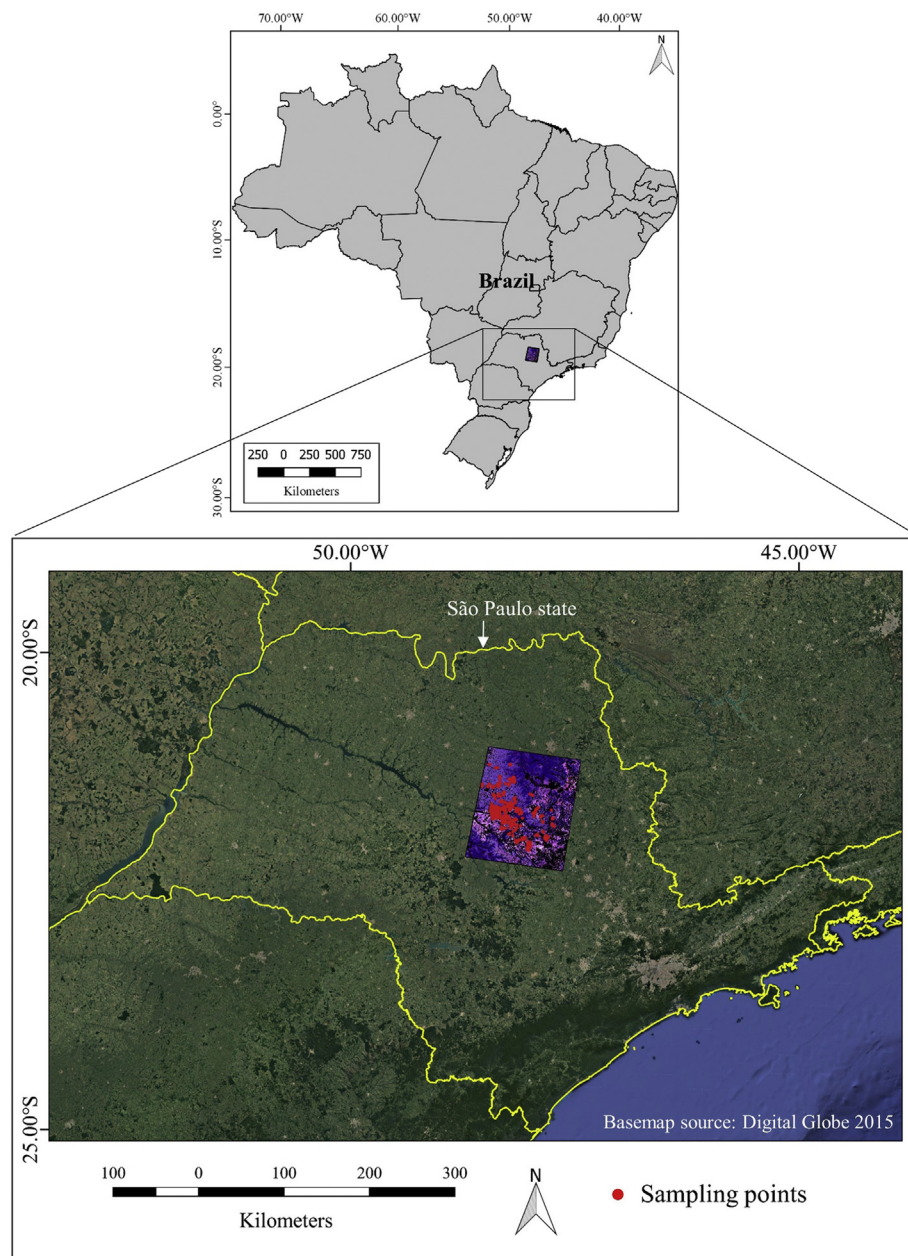 70.00°W 60.00°W 50.00°W 40.00°W
N
0.00°
10.00°S
20.00°S
30.00°S
Brazil
250 0 250 500 750
Kilometers
50.00°W 45.00°W
20.00°S
25.00°S
São Paulo state
Basemap source: Digital Globe 2015
100 0 100 200 300
Kilometers
N
Sampling points